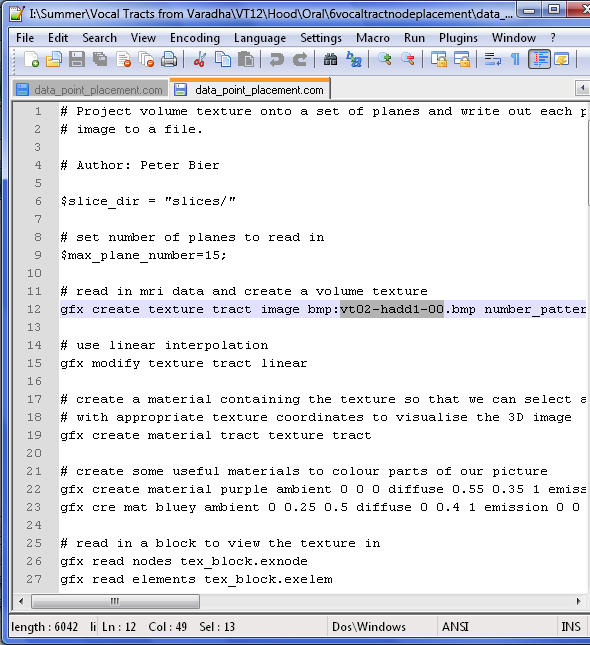 I:\Summer\Vocal Tracts from Varadha\VT12\Hood\Oral\6vocaltractnodeplacement\data_...
File Edit Search View Encoding Language Settings Macro Run Plugins Window ?
data_point_placement.com data_point_placement.com
1 # Project volume texture onto a set of planes and write out each p
2 # image to a file.
3
4 # Author: Peter Bier
5
6 $slice_dir = "slices/"
7
8 # set number of planes to read in
9 $max_plane_number=15;
10
11 # read in mri data and create a volume texture
12 gfx create texture tract image bmp:vt02-hadd1-00.bmp number_patter
13
14 # use linear interpolation
15 gfx modify texture tract linear
16
17 # create a material containing the texture so that we can select a
18 # with appropriate texture coordinates to visualise the 3D image
19 gfx create material tract texture tract
20
21 # create some useful materials to colour parts of our picture
22 gfx create material purple ambient 0 0 0 diffuse 0.55 0.35 1 emiss
23 gfx cre mat bluey ambient 0 0.25 0.5 diffuse 0 0.4 1 emission 0 0
24
25 # read in a block to view the texture in
26 gfx read nodes tex_block.exnode
27 gfx read elements tex_block.exelem
length : 6042 li Ln : 12 Col : 49 Sel : 13 Dos\Windows ANSI INS